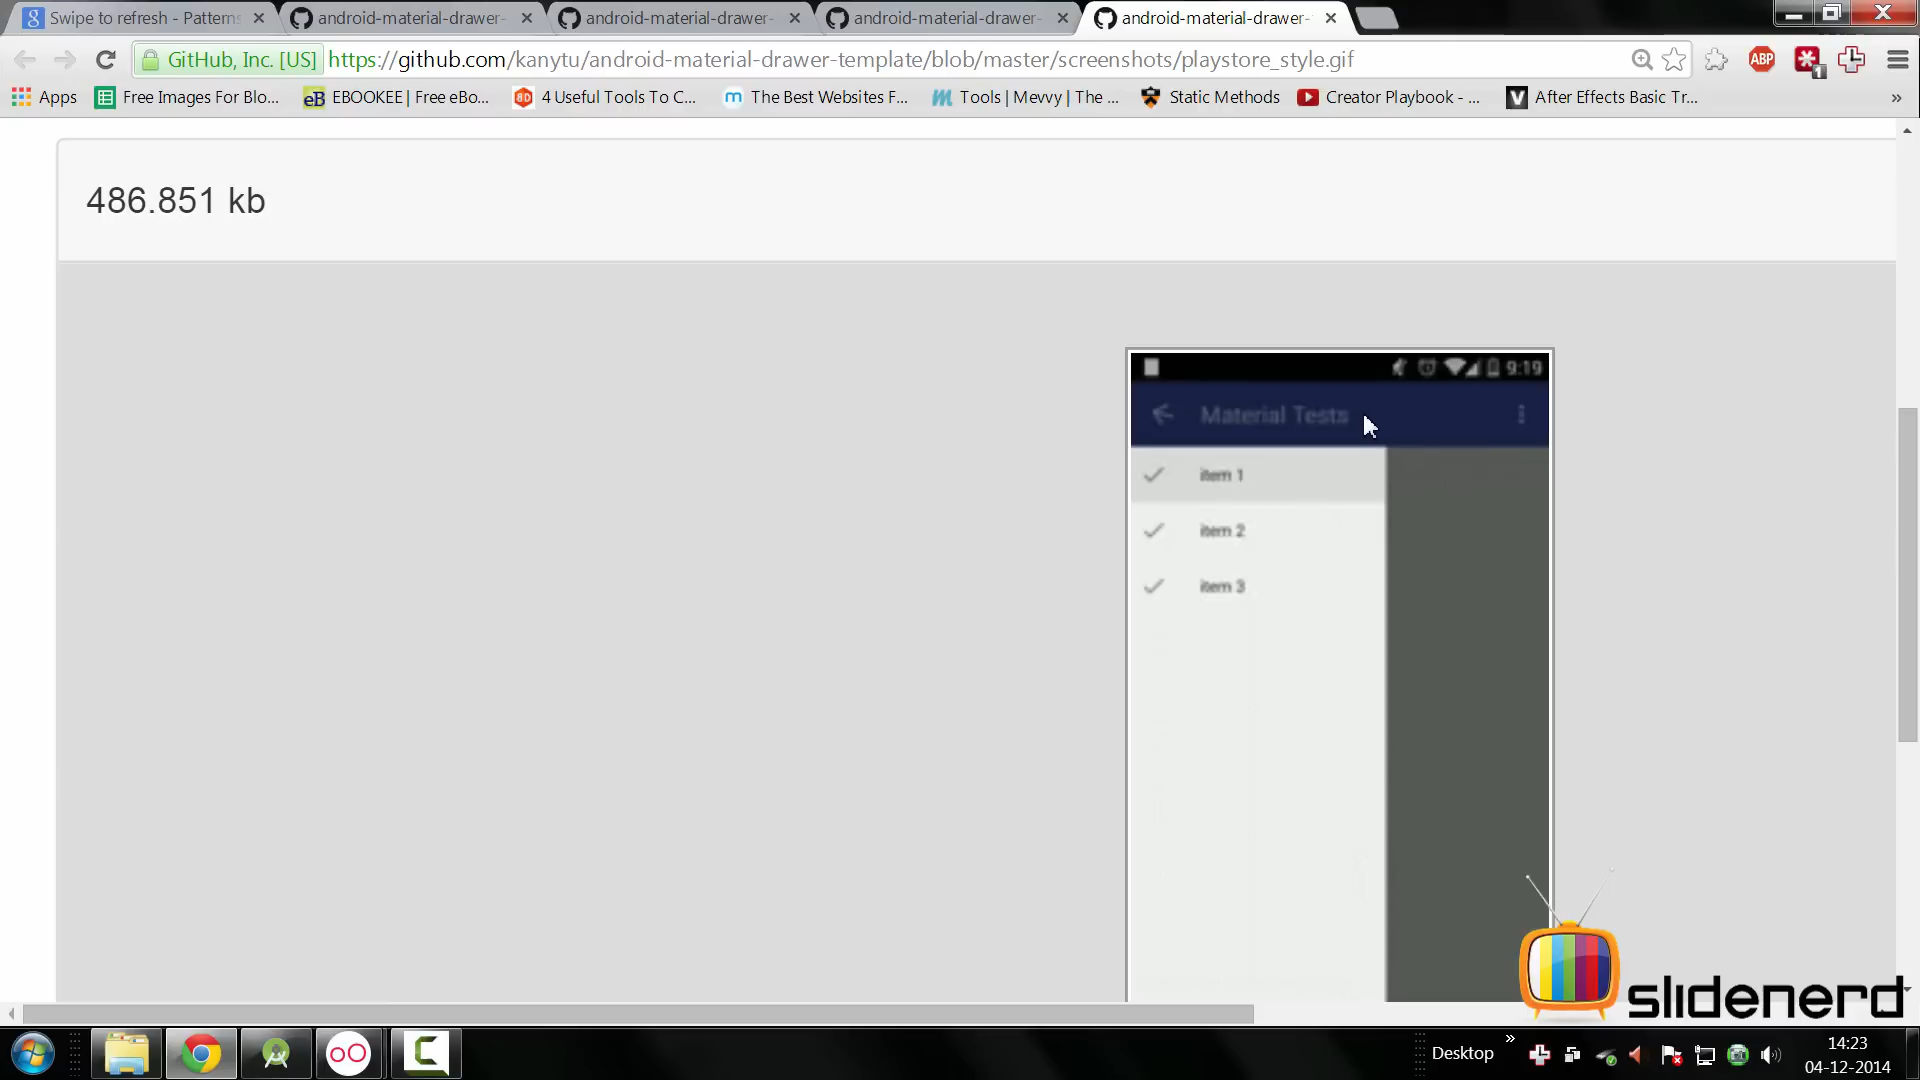 Swipe to refresh - Patterns
android-material-drawer-
android-material-drawer-
android-material-drawer-
android-material-drawer-
GitHub, Inc. [US]
https://github.com/kanytu/android-material-drawer-template/blob/master/screenshots/playstore_style.gif
ABP
1
Apps
Free Images For Blo...
eB
EBOOKEE | Free eBo...
4 Useful Tools To C...
m
The Best Websites F...
Tools | Mevvy | The ...
Static Methods
Creator Playbook - ...
V
After Effects Basic Tr...
»
486.851 kb
9:19
Material Tests
item 1
item 2
item 3
slidenerd
Desktop
»
14:23
04-12-2014